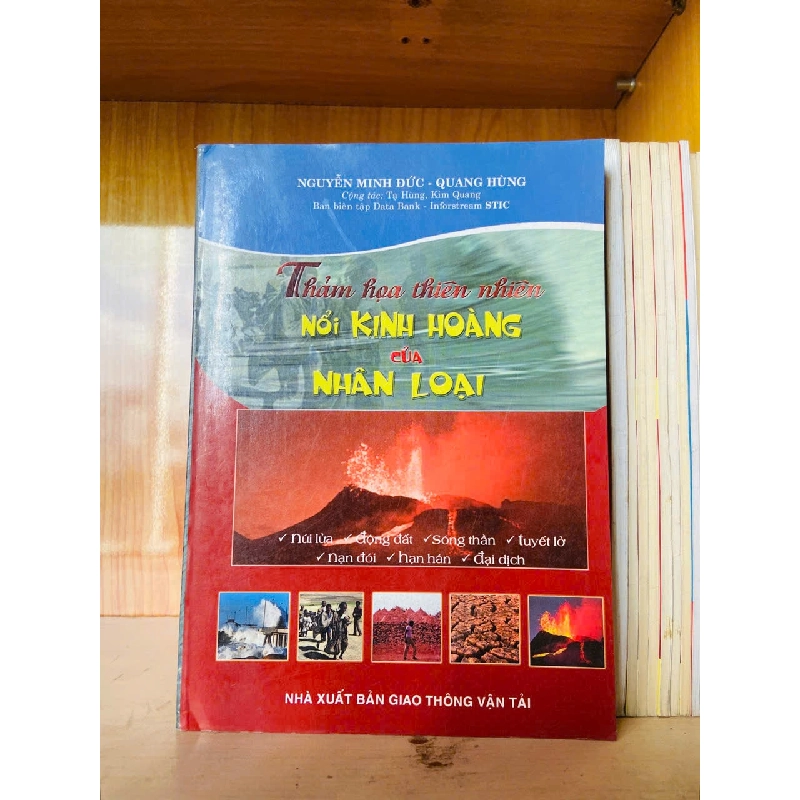 NGUYỄN MINH ĐỨC - QUANG HÙNG
Cộng tác: Tạ Hùng, Kim Quang
Ban biên tập Data Bank - Inforstream STIC
Thảm họa thiên nhiên
NỔI KINH HOÀNG
CỦA
NHÂN LOẠI
✓ Núi lửa ✓ Động đất ✓ Sóng thần ✓ Tuyết lở
✓ Nạn đói ✓ Hạn hán ✓ Đại dịch
NHÀ XUẤT BẢN GIAO THÔNG VẬN TẢI